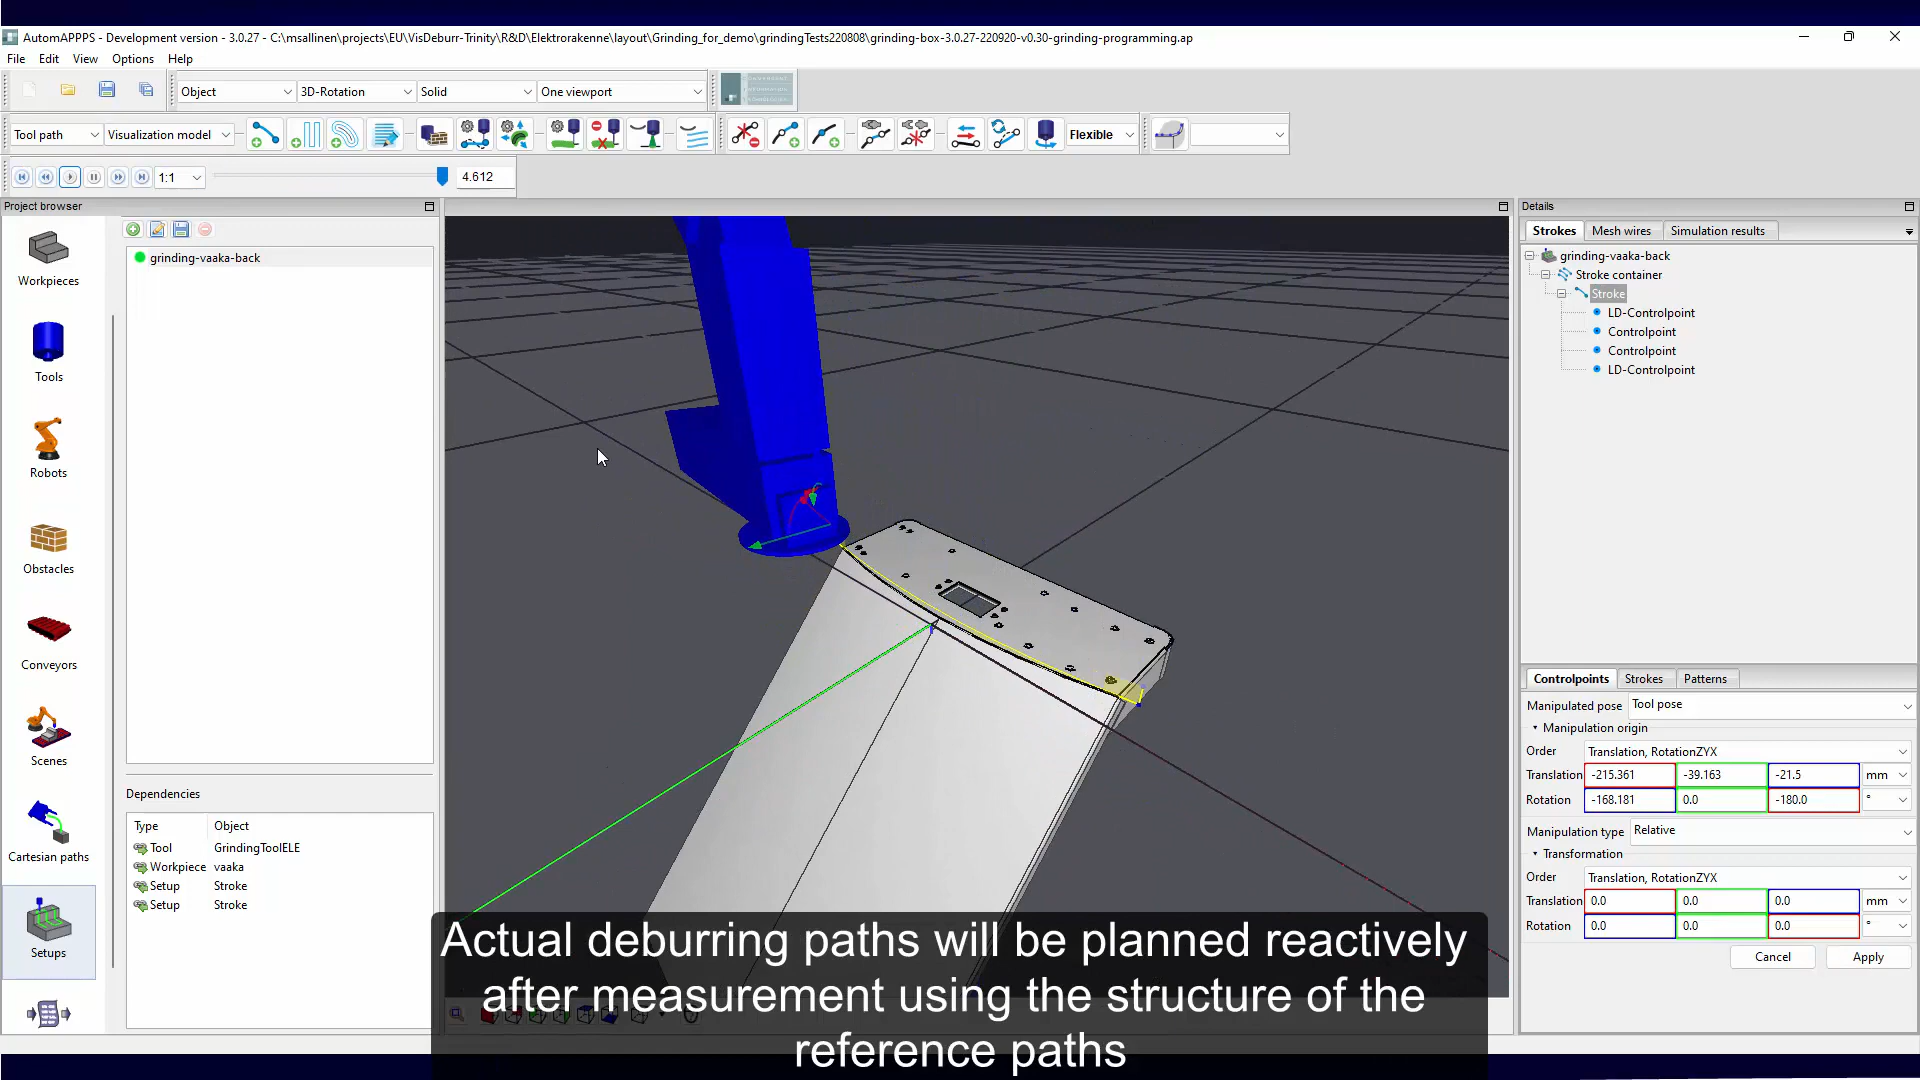 AutomAPPPS - Development version - 3.0.27 - C:\msallinen\projects\EU\VisDeburr-Trinity\R&D\Elektrorakenne\layout\Grinding_for_demo\grindingTests220808\grinding-box-3.0.27-220920-v0.30-grinding-programming.ap
File Edit View Options Help
Object 3D-Rotation Solid One viewport
Tool path Visualization model Flexible
1:1 4.612
Project browser
Workpieces
Tools
Robots
Obstacles
Conveyors
Scenes
Cartesian paths
Setups
grinding-vaaka-back
Dependencies
Type Object
Tool GrindingToolELE
Workpiece vaaka
Setup Stroke
Setup Stroke
Details
Strokes Mesh wires Simulation results
grinding-vaaka-back
Stroke container
Stroke
LD-Controlpoint
Controlpoint
Controlpoint
LD-Controlpoint
Controlpoints Strokes Patterns
Manipulated pose Tool pose
Manipulation origin
Order Translation, RotationZYX
Translation -215.361 -39.163 -21.5 mm
Rotation -168.181 0.0 -180.0 °
Manipulation type Relative
Transformation
Order Translation, RotationZYX
Translation 0.0 0.0 0.0 mm
Rotation 0.0 0.0 0.0 °
Cancel Apply
Actual deburring paths will be planned reactively
after measurement using the structure of the
reference paths